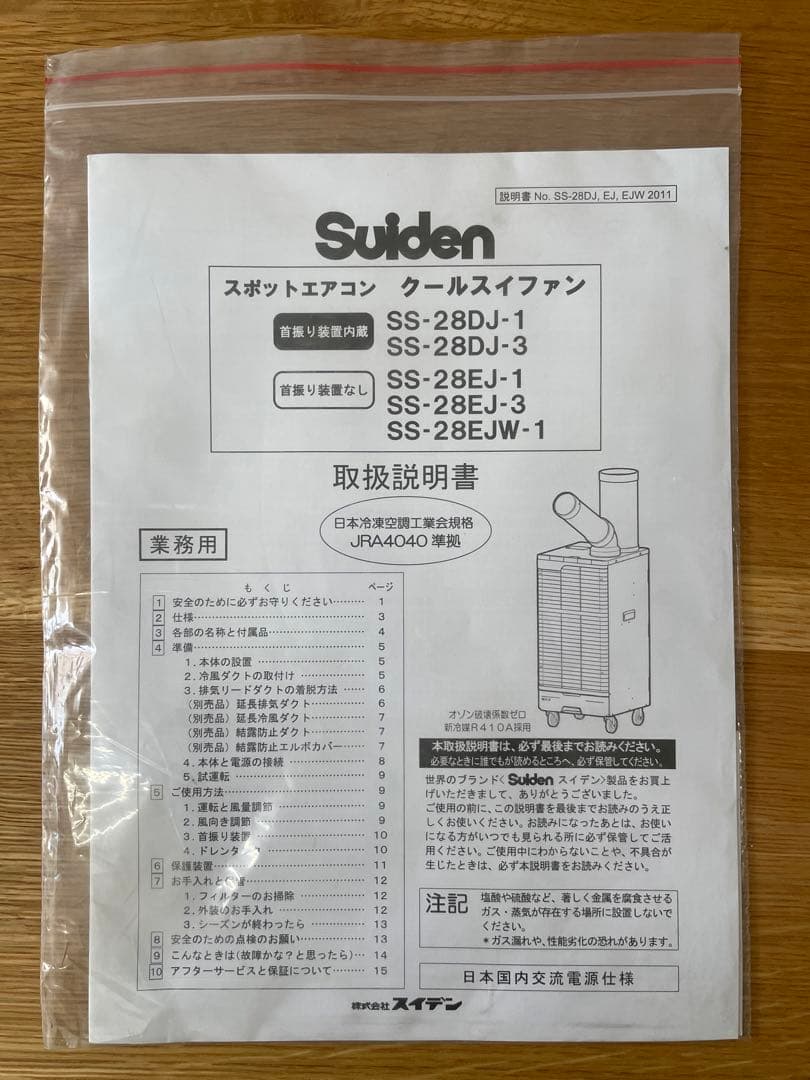 説明書 No. SS-28DJ, EJ, EJW 2011
Suiden
スポットエアコン クールスイファン
首振り装置内蔵 SS-28DJ-1
SS-28DJ-3
首振り装置なし SS-28EJ-1
SS-28EJ-3
SS-28EJW-1
取扱説明書
日本冷凍空調工業会規格
JRA4040 準拠
業務用
もくじ ページ
1 安全のために必ずお守りください……… 1
2 仕様…………………………………… 3
3 各部の名称と付属品…………………… 4
4 準備…………………………………… 5
1. 本体の設置 ………………………… 5
2. 冷風ダクトの取付け ……………… 5
3. 排気リードダクトの着脱方法 …… 6
(別売品) 延長排気ダクト…………… 6
(別売品) 延長冷風ダクト…………… 7
(別売品) 結露防止ダクト…………… 7
(別売品) 結露防止エルボカバー…… 7
4. 本体と電源の接続 ………………… 8
5. 試運転 ……………………………… 9
5 ご使用方法…………………………… 9
1. 運転と風量調節 …………………… 9
2. 風向き調節 ………………………… 9
3. 首振り装置 ………………………… 10
4. ドレンタ ………………………… 10
6 保護装置……………………………… 11
7 お手入れと 管…………………… 12
1. フィルターのお掃除 ……………… 12
2. 外装のお手入れ …………………… 12
3. シーズンが終わったら …………… 13
8 安全のための点検のお願い…………… 13
9 こんなときは(故障かな?と思ったら)… 14
10 アフターサービスと保証について……… 15
オゾン破壊係数ゼロ
新冷媒R410A採用
本取扱説明書は、必ず最後までお読みください。
必要なときに誰でもが読めるところへ、必ず保管してください。
世界のブランド〈Suiden スイデン〉製品をお買上
げいただきまして、ありがとうございました。
ご使用の前に、この説明書を最後までお読みのうえ正
しくお使いください。お読みになったあとは、お使い
になる方がいつでも見られる所に必ず保管してご活
用ください。ご使用中にわからないことや、不具合が
生じたときは、必ず本説明書をお読みください。
注記 塩酸や硫酸など、著しく金属を腐食させる
ガス・蒸気が存在する場所に設置しないで
ください。
*ガス漏れや、性能劣化の恐れがあります。
日本国内交流電源仕様
株式会社 スイデン